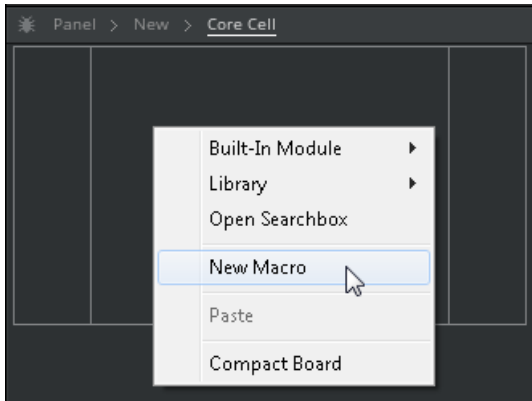 Panel > New > Core Cell
Built-In Module
Library
Open Searchbox
New Macro
Paste
Compact Board